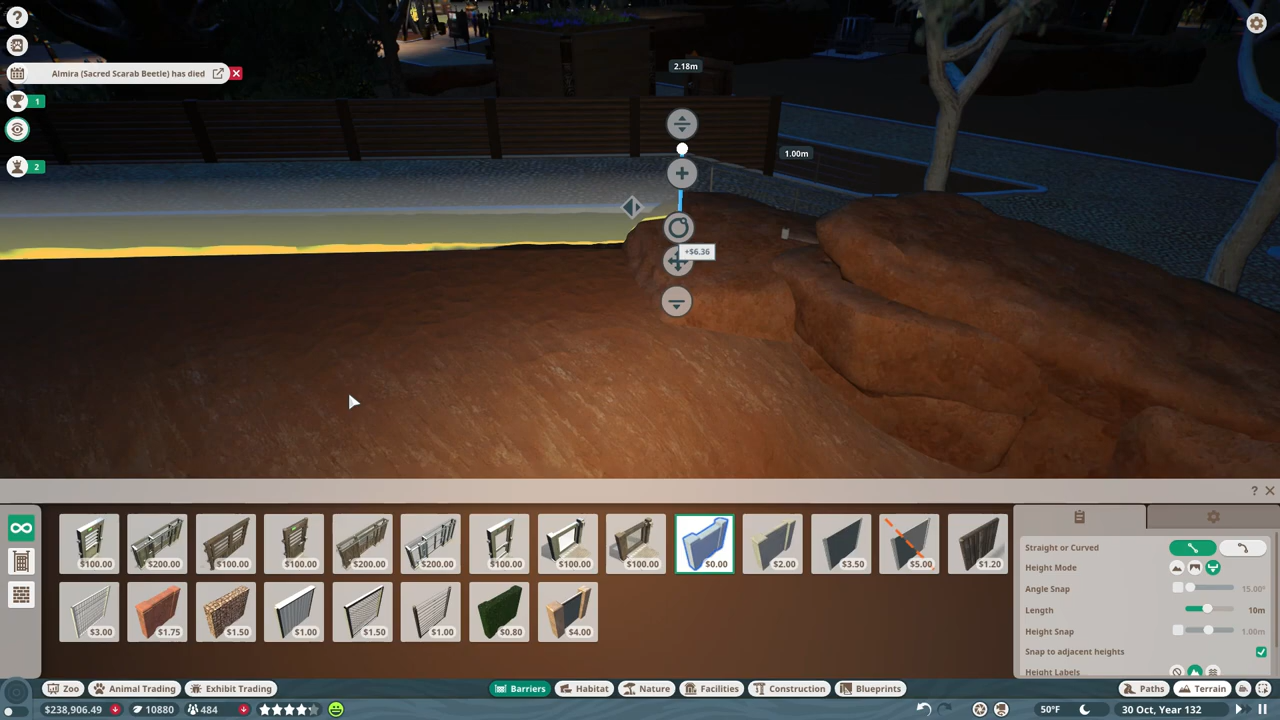 ?
Almira (Sacred Scarab Beetle) has died
1
2
2.18m
1.00m
+$6.36
?
$100.00 $200.00 $100.00 $100.00 $200.00 $200.00 $100.00 $100.00 $100.00 $0.00 $2.00 $3.50 $5.00 $1.20
$3.00 $1.75 $1.50 $1.00 $1.50 $1.00 $0.80 $4.00
Straight or Curved
Height Mode
Angle Snap 15.00°
Length 10m
Height Snap 1.00m
Snap to adjacent heights
Height Labels
Zoo Animal Trading Exhibit Trading Barriers Habitat Nature Facilities Construction Blueprints Paths Terrain
$238,906.49 10880 484 50°F 30 Oct, Year 132